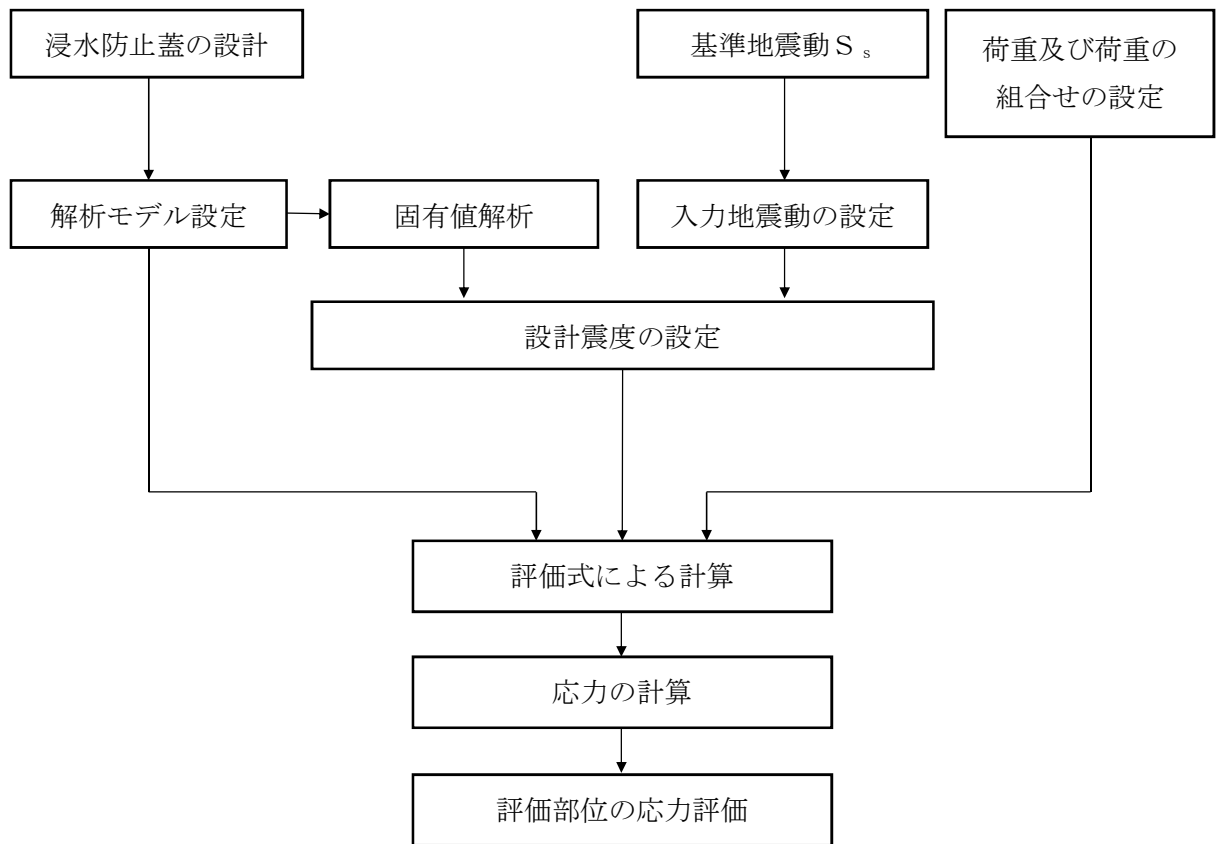 浸水防止蓋の設計
基準地震動Ｓｓ
荷重及び荷重の
組合せの設定
解析モデル設定
固有値解析
入力地震動の設定
設計震度の設定
評価式による計算
応力の計算
評価部位の応力評価